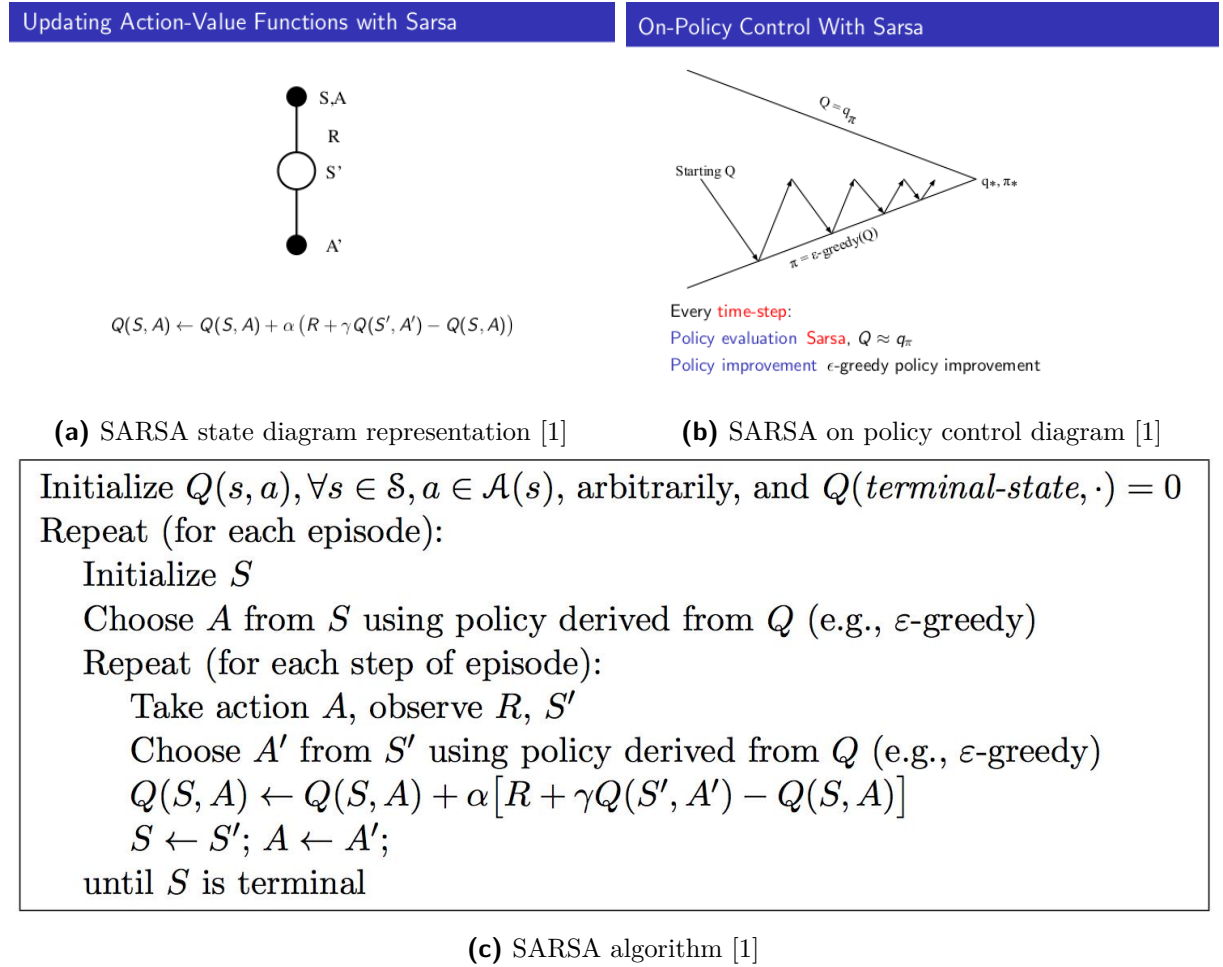 Updating Action-Value Functions with Sarsa
S,A
R
S'
A'
Q(S, A) ← Q(S, A) + α (R + γQ(S′, A′) − Q(S, A))
(a) SARSA state diagram representation [1]
On-Policy Control With Sarsa
Q = qπ
Starting Q
q*, π*
π = ε-greedy(Q)
Every time-step:
Policy evaluation Sarsa, Q ≈ qπ
Policy improvement ϵ-greedy policy improvement
(b) SARSA on policy control diagram [1]
Initialize Q(s, a), ∀s ∈ 𝒮, a ∈ 𝒜(s), arbitrarily, and Q(terminal-state, ·) = 0
Repeat (for each episode):
Initialize S
Choose A from S using policy derived from Q (e.g., ε-greedy)
Repeat (for each step of episode):
Take action A, observe R, S′
Choose A′ from S′ using policy derived from Q (e.g., ε-greedy)
Q(S, A) ← Q(S, A) + α[R + γQ(S′, A′) − Q(S, A)]
S ← S′; A ← A′;
until S is terminal
(c) SARSA algorithm [1]